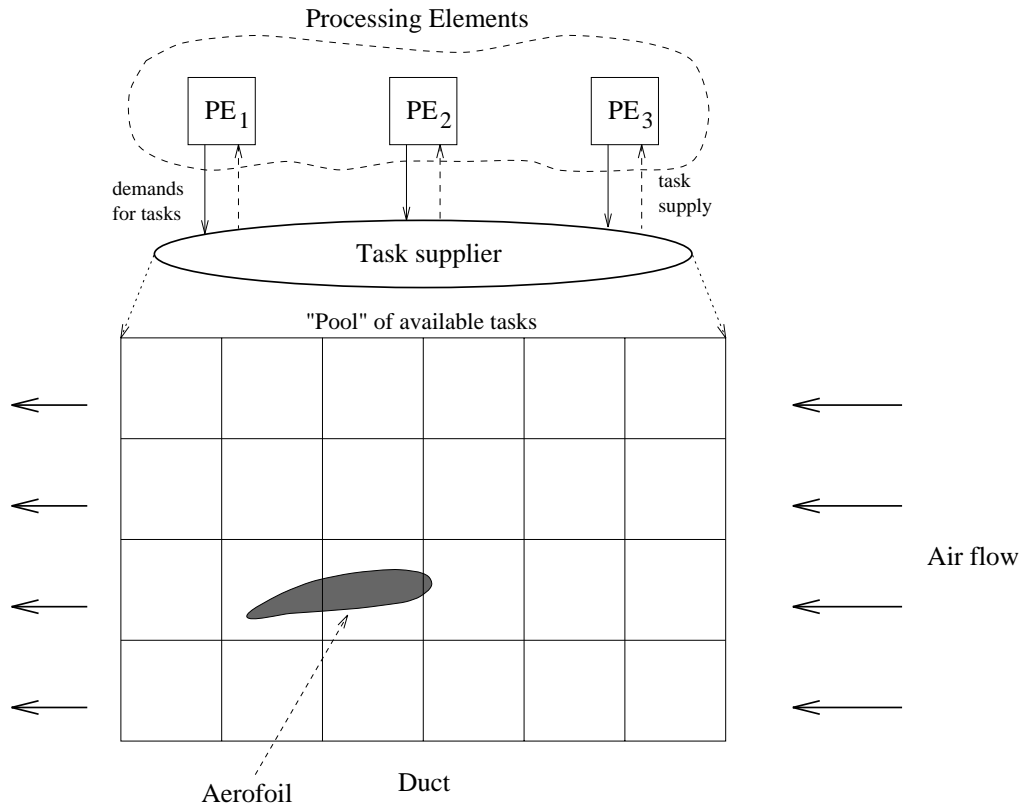 Processing Elements
PE1
PE2
PE3
demands
for tasks
task
supply
Task supplier
"Pool" of available tasks
Air flow
Aerofoil
Duct